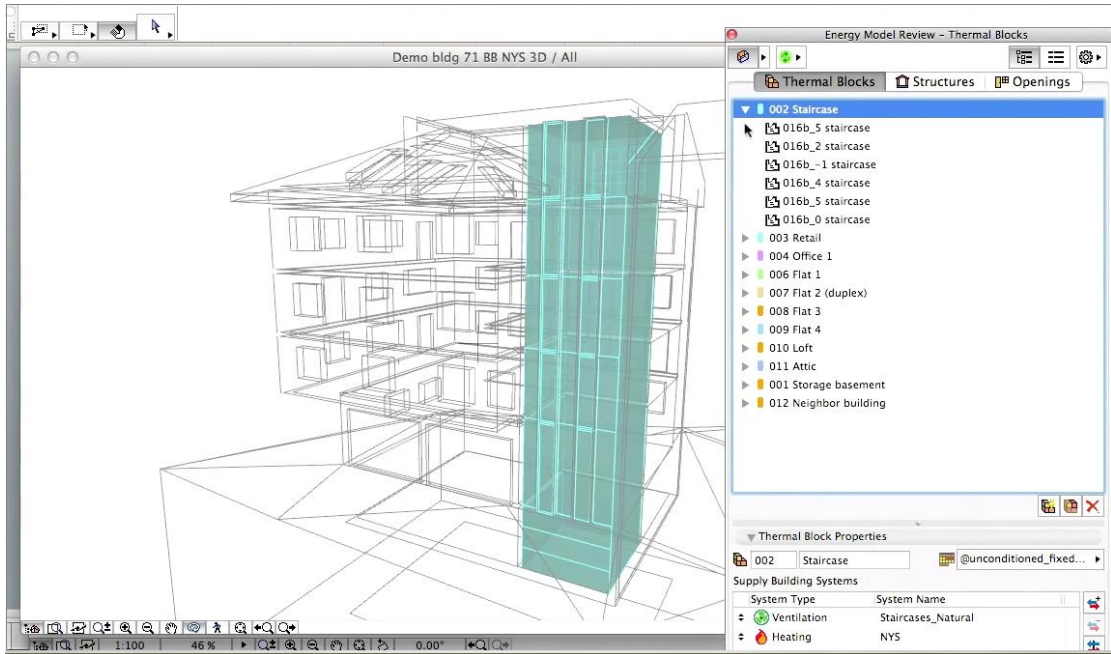 Demo bldg 71 BB NYS 3D / All
Energy Model Review – Thermal Blocks
Thermal Blocks
Structures
Openings
002 Staircase
016b_5 staircase
016b_2 staircase
016b_-1 staircase
016b_4 staircase
016b_5 staircase
016b_0 staircase
003 Retail
004 Office 1
006 Flat 1
007 Flat 2 (duplex)
008 Flat 3
009 Flat 4
010 Loft
011 Attic
001 Storage basement
012 Neighbor building
Thermal Block Properties
002 Staircase @unconditioned_fixed...
Supply Building Systems
System Type System Name
Ventilation Staircases_Natural
Heating NYS
1:100 46 % 0.00°